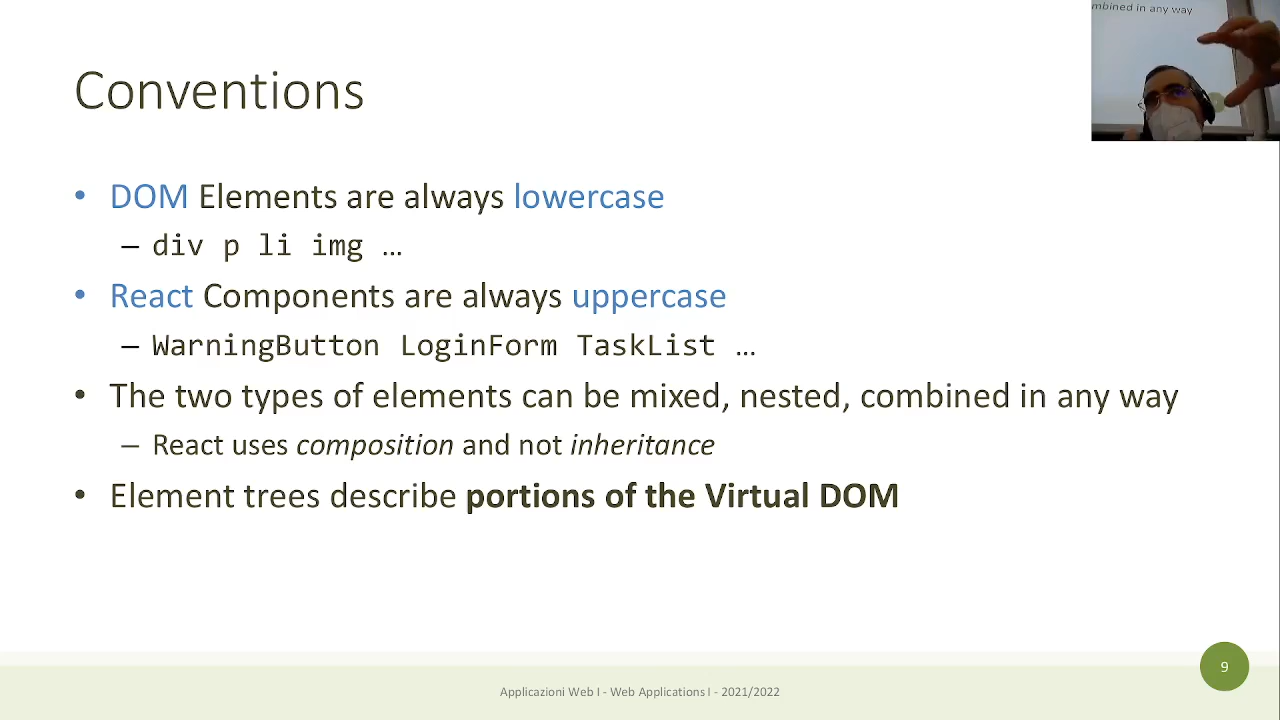 Conventions
• DOM Elements are always lowercase
– div p li img …
• React Components are always uppercase
– WarningButton LoginForm TaskList …
• The two types of elements can be mixed, nested, combined in any way
– React uses composition and not inheritance
• Element trees describe portions of the Virtual DOM
mbined in any way
Applicazioni Web I - Web Applications I - 2021/2022
9